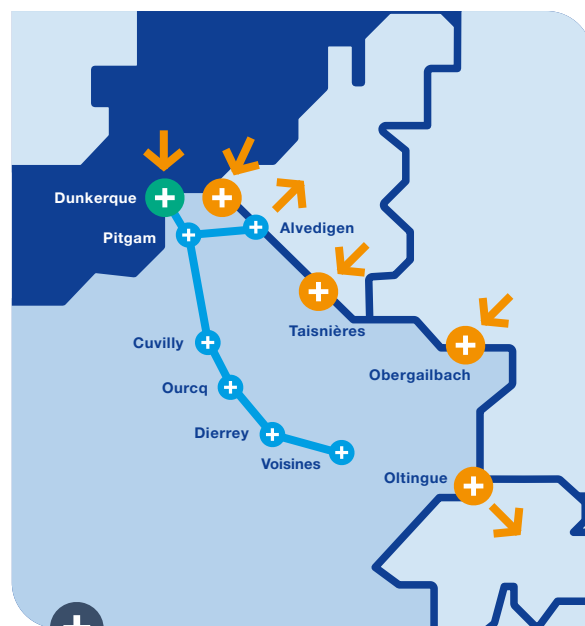 Dunkerque
Pitgam
Alvedigen
Taisnières
Cuvilly
Obergailbach
Ourcq
Dierrey
Voisines
Oltingue